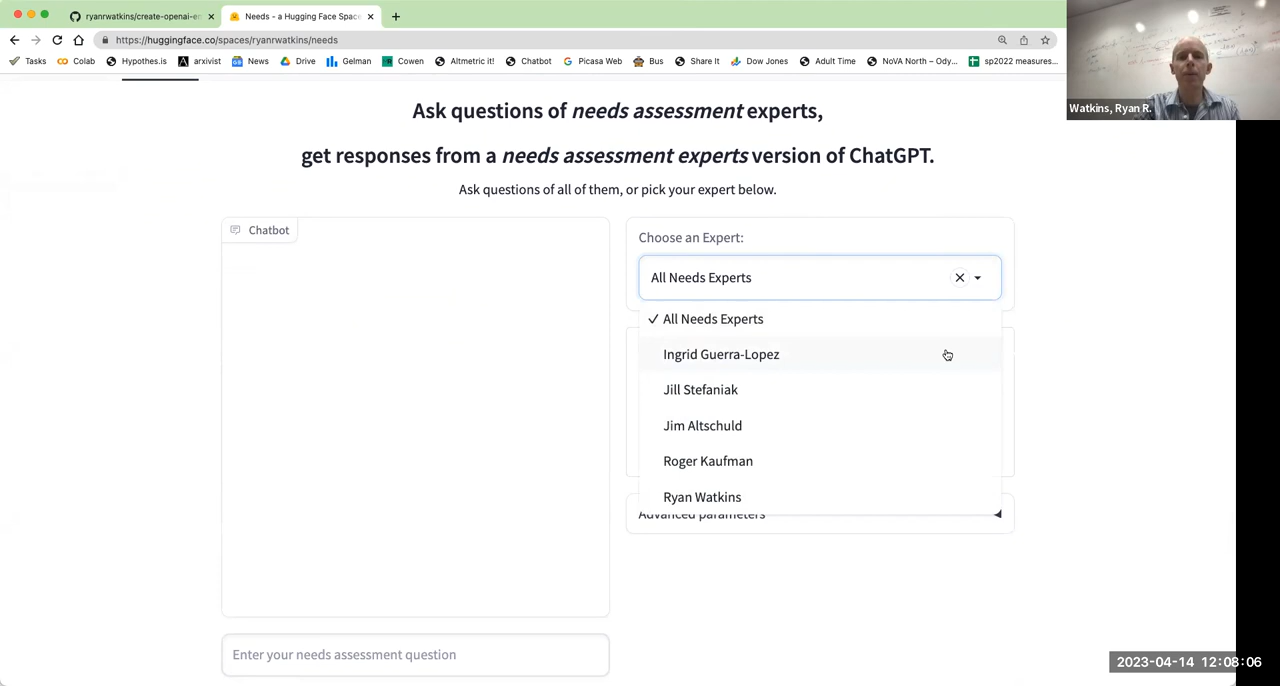 ryanrwatkins/create-openai-en
Needs - a Hugging Face Space
https://huggingface.co/spaces/ryanrwatkins/needs
Tasks Colab Hypothes.is arxivist News Drive Gelman Cowen Altmetric it! Chatbot Picasa Web Bus Share It Dow Jones Adult Time NoVA North – Ody... sp2022 measures...
Watkins, Ryan R.
Ask questions of needs assessment experts,
get responses from a needs assessment experts version of ChatGPT.
Ask questions of all of them, or pick your expert below.
Chatbot
Choose an Expert:
All Needs Experts
All Needs Experts
Ingrid Guerra-Lopez
Jill Stefaniak
Jim Altschuld
Roger Kaufman
Ryan Watkins
Advanced parameters
Enter your needs assessment question
2023-04-14 12:08:06